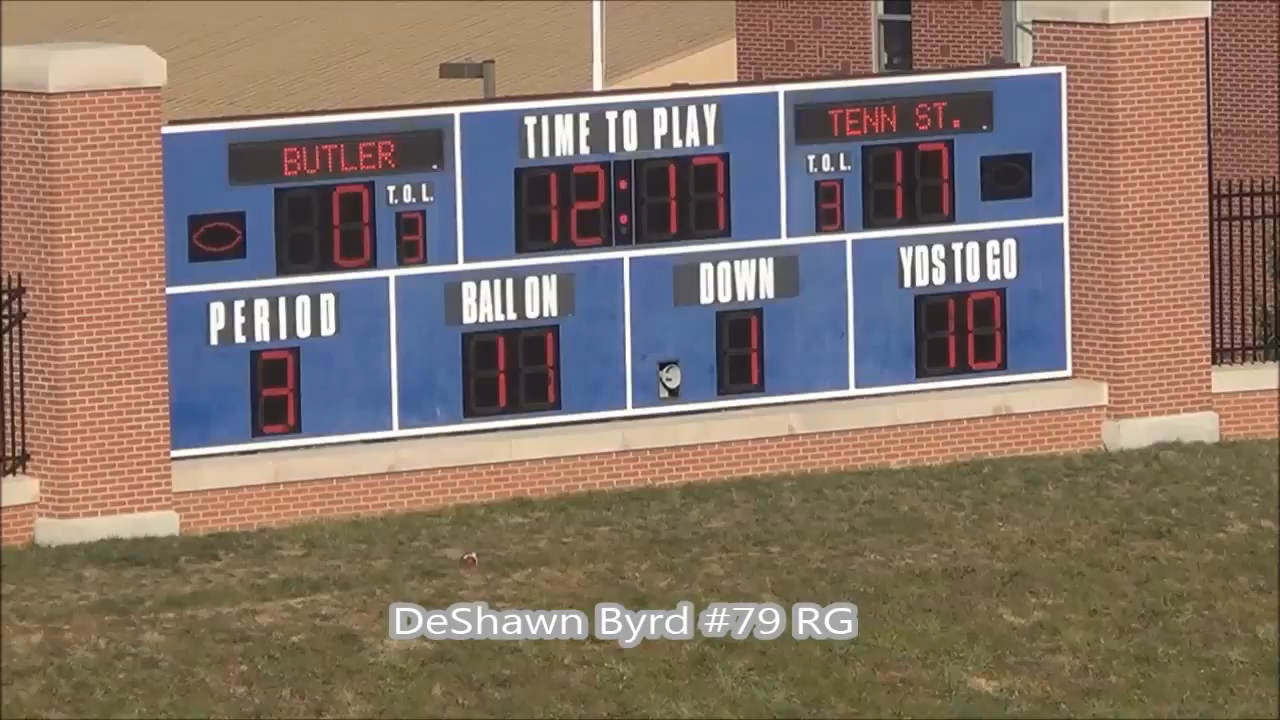 BUTLER
0
T.O.L.
3
TIME TO PLAY
12:17
TENN ST.
T.O.L.
3
17
PERIOD
3
BALL ON
11
DOWN
1
YDS TO GO
10
DeShawn Byrd #79 RG